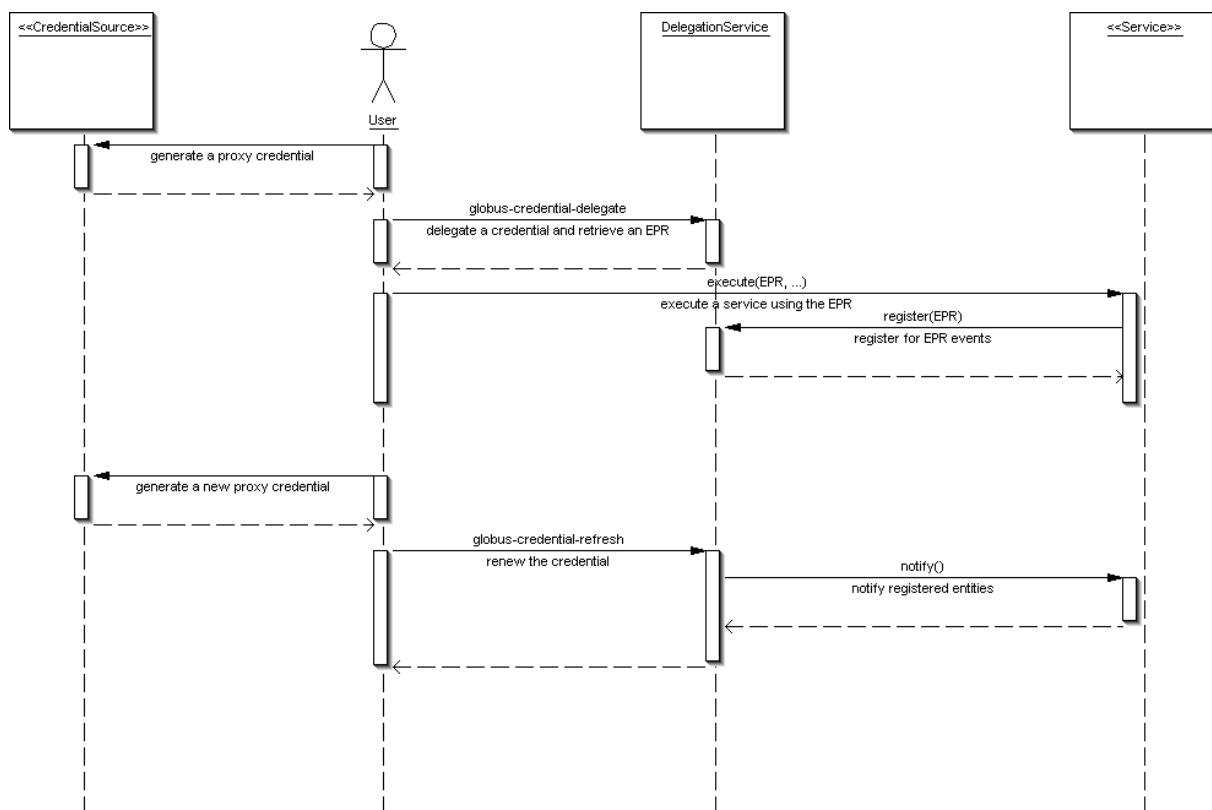 <<CredentialSource>>
User
DelegationService
<<Service>>
generate a proxy credential
globus-credential-delegate
delegate a credential and retrieve an EPR
execute(EPR, ...)
execute a service using the EPR
register(EPR)
register for EPR events
generate a new proxy credential
globus-credential-refresh
renew the credential
notify()
notify registered entities